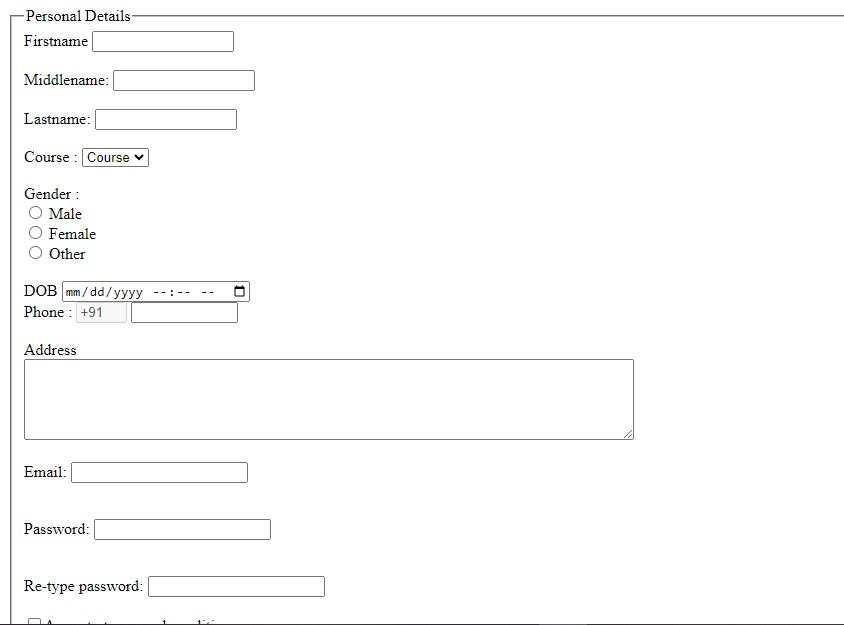 Personal Details
Firstname
Middlename:
Lastname:
Course : Course
Gender :
Male
Female
Other
DOB mm/dd/yyyy --:-- --
Phone : +91
Address
Email:
Password:
Re-type password: